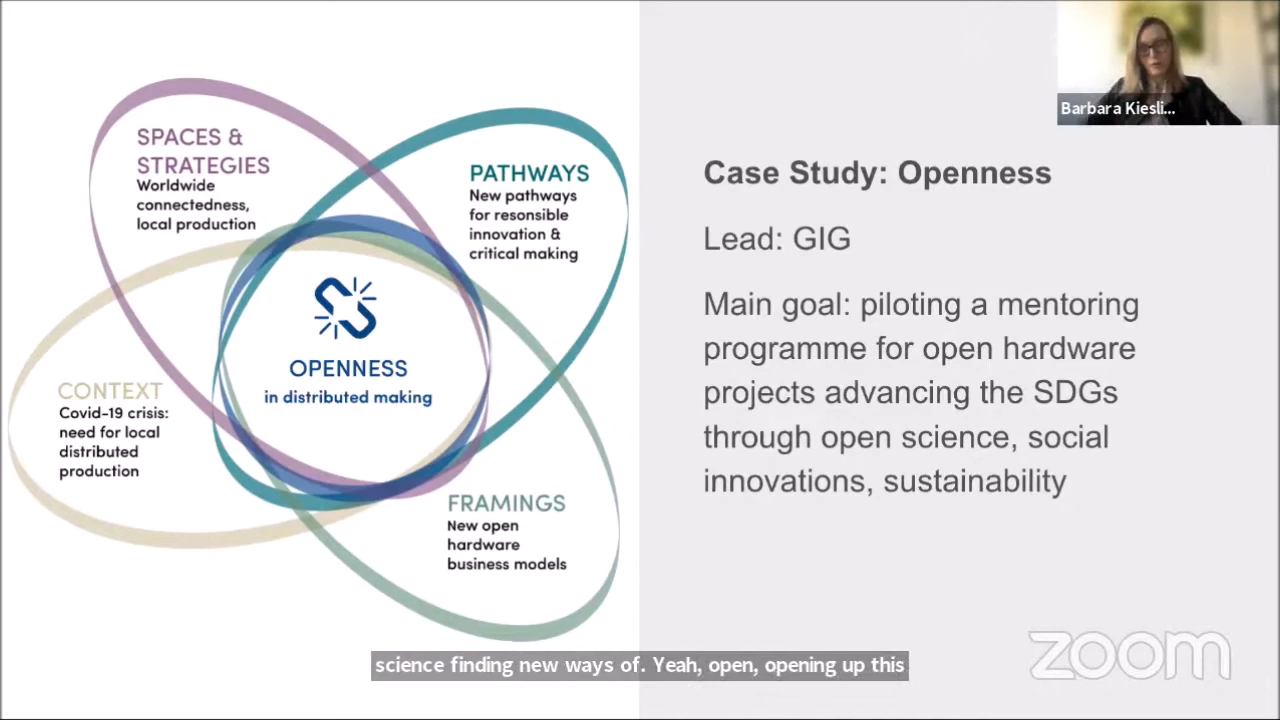 SPACES &
STRATEGIES
Worldwide
connectedness,
local production
PATHWAYS
New pathways
for resonsible
innovation &
critical making
OPENNESS
in distributed making
CONTEXT
Covid-19 crisis:
need for local
distributed
production
FRAMINGS
New open
hardware
business models
Barbara Kiesli...
Case Study: Openness
Lead: GIG
Main goal: piloting a mentoring
programme for open hardware
projects advancing the SDGs
through open science, social
innovations, sustainability
science finding new ways of. Yeah, open, opening up this
zoom